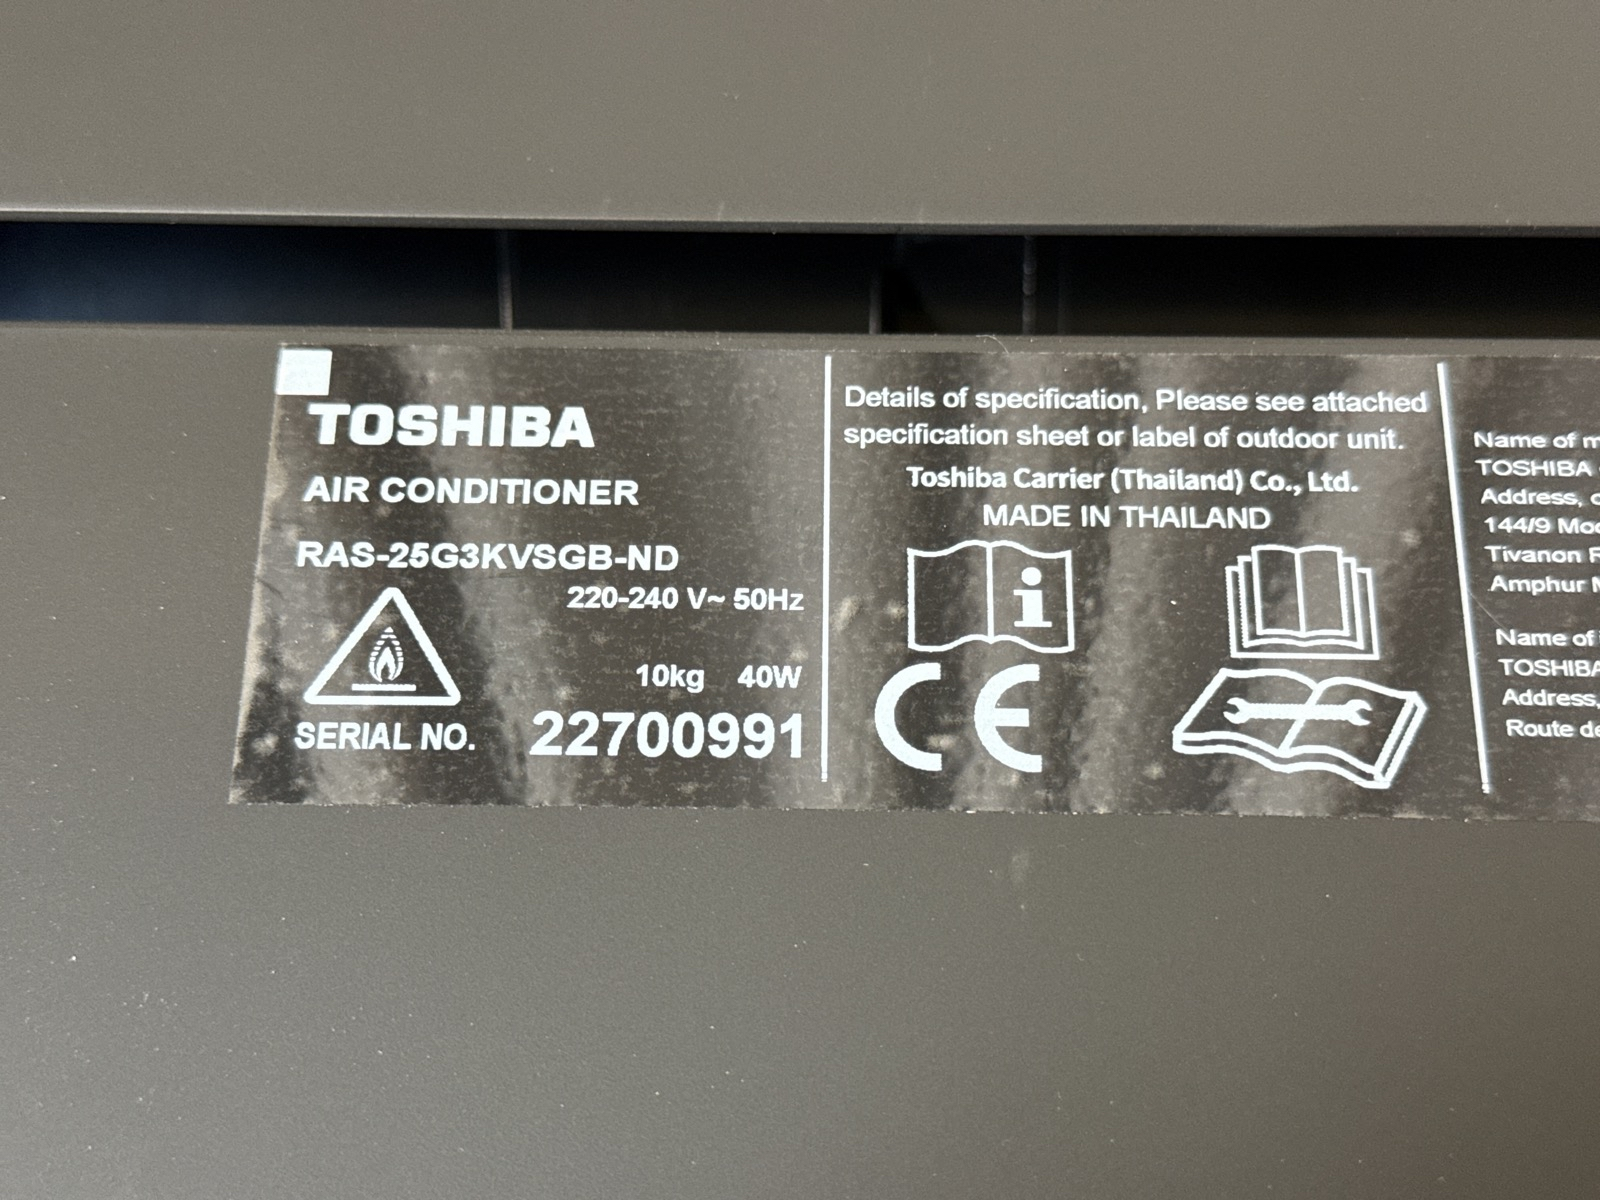 TOSHIBA
AIR CONDITIONER
RAS-25G3KVSGB-ND
220-240 V~ 50Hz
10kg 40W
SERIAL NO. 22700991
Details of specification, Please see attached
specification sheet or label of outdoor unit.
Toshiba Carrier (Thailand) Co., Ltd.
MADE IN THAILAND
i
CE
Name of
TOSHIBA
Address,
144/9
Tivanon
Amphur
Name of
TOSHIBA
Address,
Route